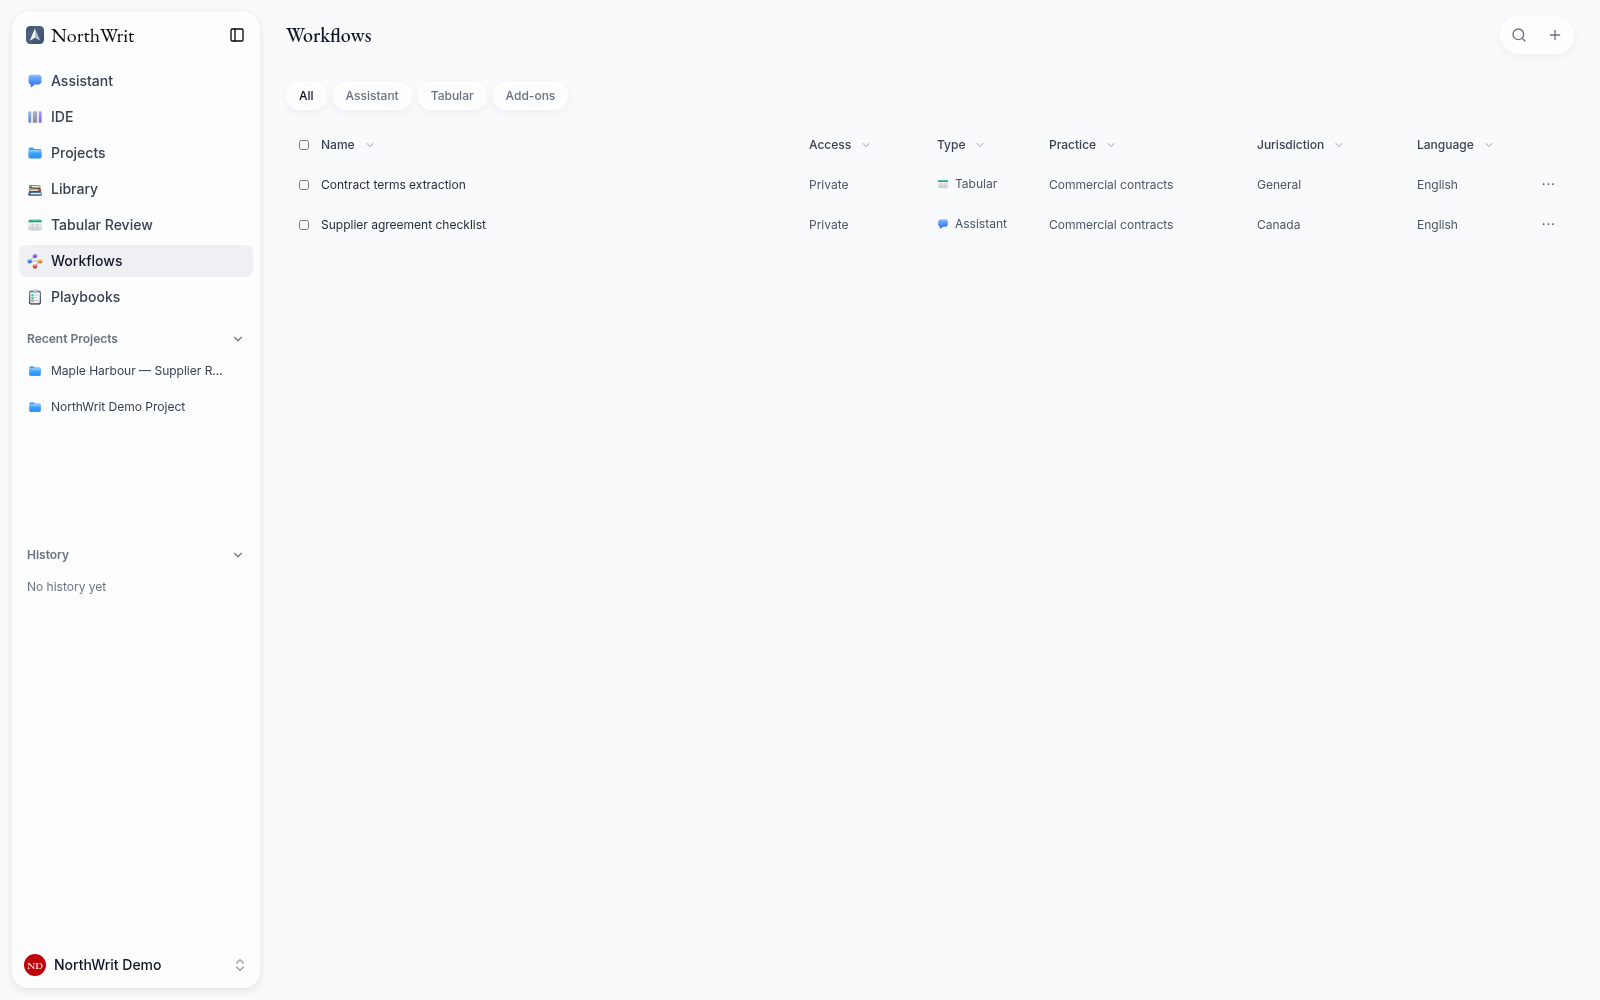 NorthWrit
Assistant
IDE
Projects
Library
Tabular Review
Workflows
Playbooks
Recent Projects
Maple Harbour — Supplier R...
NorthWrit Demo Project
History
No history yet
ND NorthWrit Demo
Workflows
All Assistant Tabular Add-ons
Name Access Type Practice Jurisdiction Language
Contract terms extraction Private Tabular Commercial contracts General English ...
Supplier agreement checklist Private Assistant Commercial contracts Canada English ...